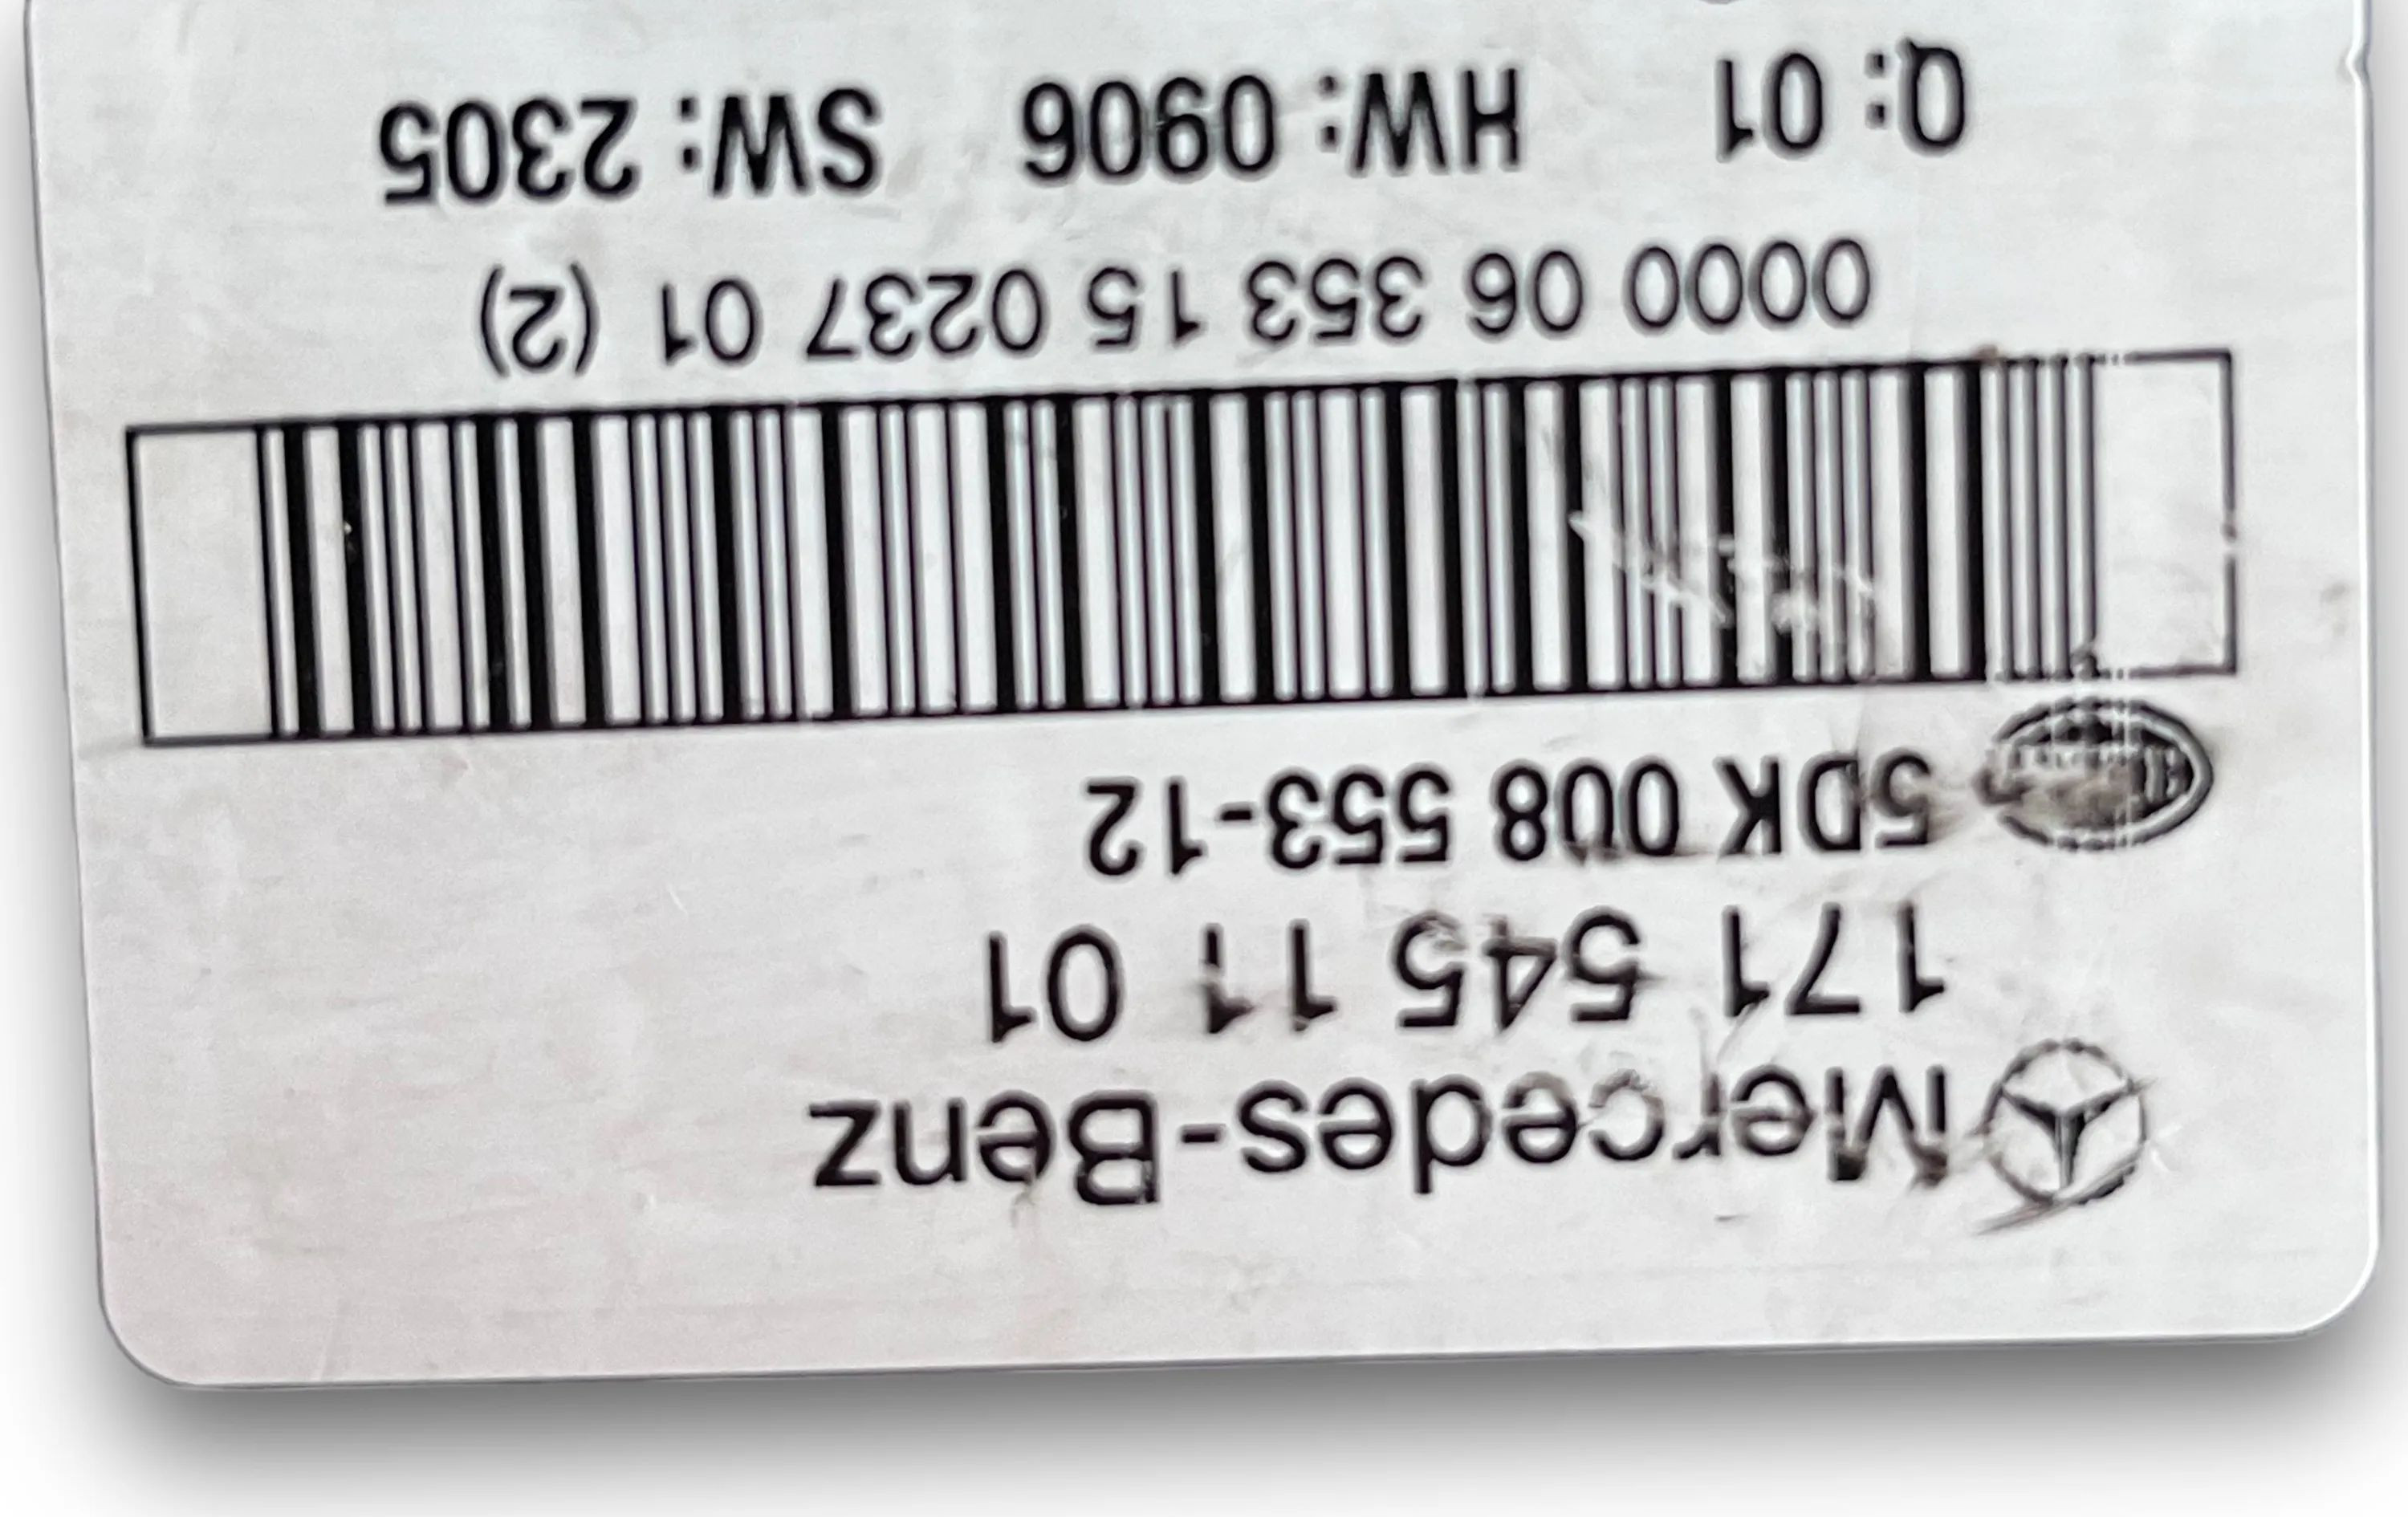 Mercedes-Benz
171 545 11 01
5DK 008 553-12
0000 06 353 15 0237 01 (2)
Q: 01 HW: 0906 SW: 2305